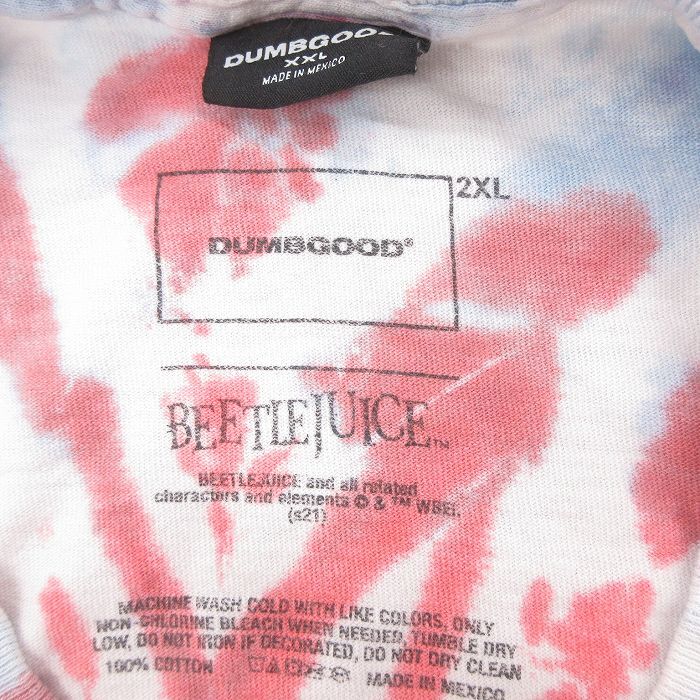 DUMBGOOD
XXL
MADE IN MEXICO
2XL
DUMBGOOD®
BEETLEJUICE™
BEETLEJUICE and all related
characters and elements © & ™ WBEI.
(s21)
MACHINE WASH COLD WITH LIKE COLORS, ONLY
NON-CHLORINE BLEACH WHEN NEEDED, TUMBLE DRY
LOW, DO NOT IRON IF DECORATED, DO NOT DRY CLEAN
100% COTTON MADE IN MEXICO